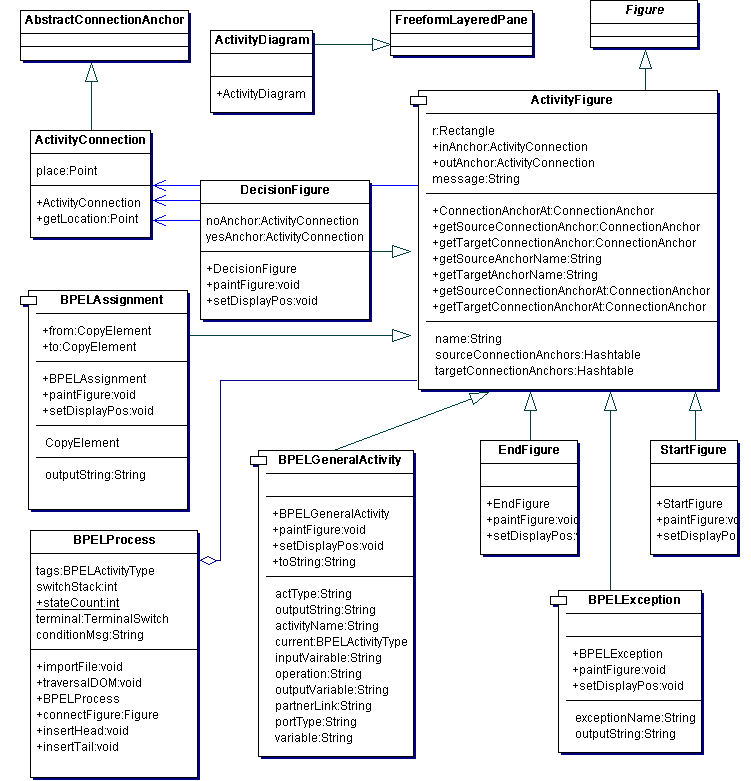 AbstractConnectionAnchor
ActivityDiagram
+ActivityDiagram
FreeformLayeredPane
Figure
ActivityFigure
r:Rectangle
+inAnchor:ActivityConnection
+outAnchor:ActivityConnection
message:String
+ConnectionAnchorAt:ConnectionAnchor
+getSourceConnectionAnchor:ConnectionAnchor
+getTargetConnectionAnchor:ConnectionAnchor
+getSourceAnchorName:String
+getTargetAnchorName:String
+getSourceConnectionAnchorAt:ConnectionAnchor
+getTargetConnectionAnchorAt:ConnectionAnchor
name:String
sourceConnectionAnchors:Hashtable
targetConnectionAnchors:Hashtable
ActivityConnection
place:Point
+ActivityConnection
+getLocation:Point
DecisionFigure
noAnchor:ActivityConnection
yesAnchor:ActivityConnection
+DecisionFigure
+paintFigure:void
+setDisplayPos:void
BPELAssignment
+from:CopyElement
+to:CopyElement
+BPELAssignment
+paintFigure:void
+setDisplayPos:void
CopyElement
outputString:String
BPELGeneralActivity
+BPELGeneralActivity
+paintFigure:void
+setDisplayPos:void
+toString:String
actType:String
outputString:String
activityName:String
current:BPELActivityType
inputVairable:String
operation:String
outputVariable:String
partnerLink:String
portType:String
variable:String
EndFigure
+EndFigure
+paintFigure:void
+setDisplayPos:
StartFigure
+StartFigure
+paintFigure:vo
+setDisplayPos
BPELProcess
tags:BPELActivityType
switchStack:int
+stateCount:int
terminal:TerminalSwitch
conditionMsg:String
+importFile:void
+traversalDOM:void
+BPELProcess
+connectFigure:Figure
+insertHead:void
+insertTail:void
BPELException
+BPELException
+paintFigure:void
+setDisplayPos:void
exceptionName:String
outputString:String